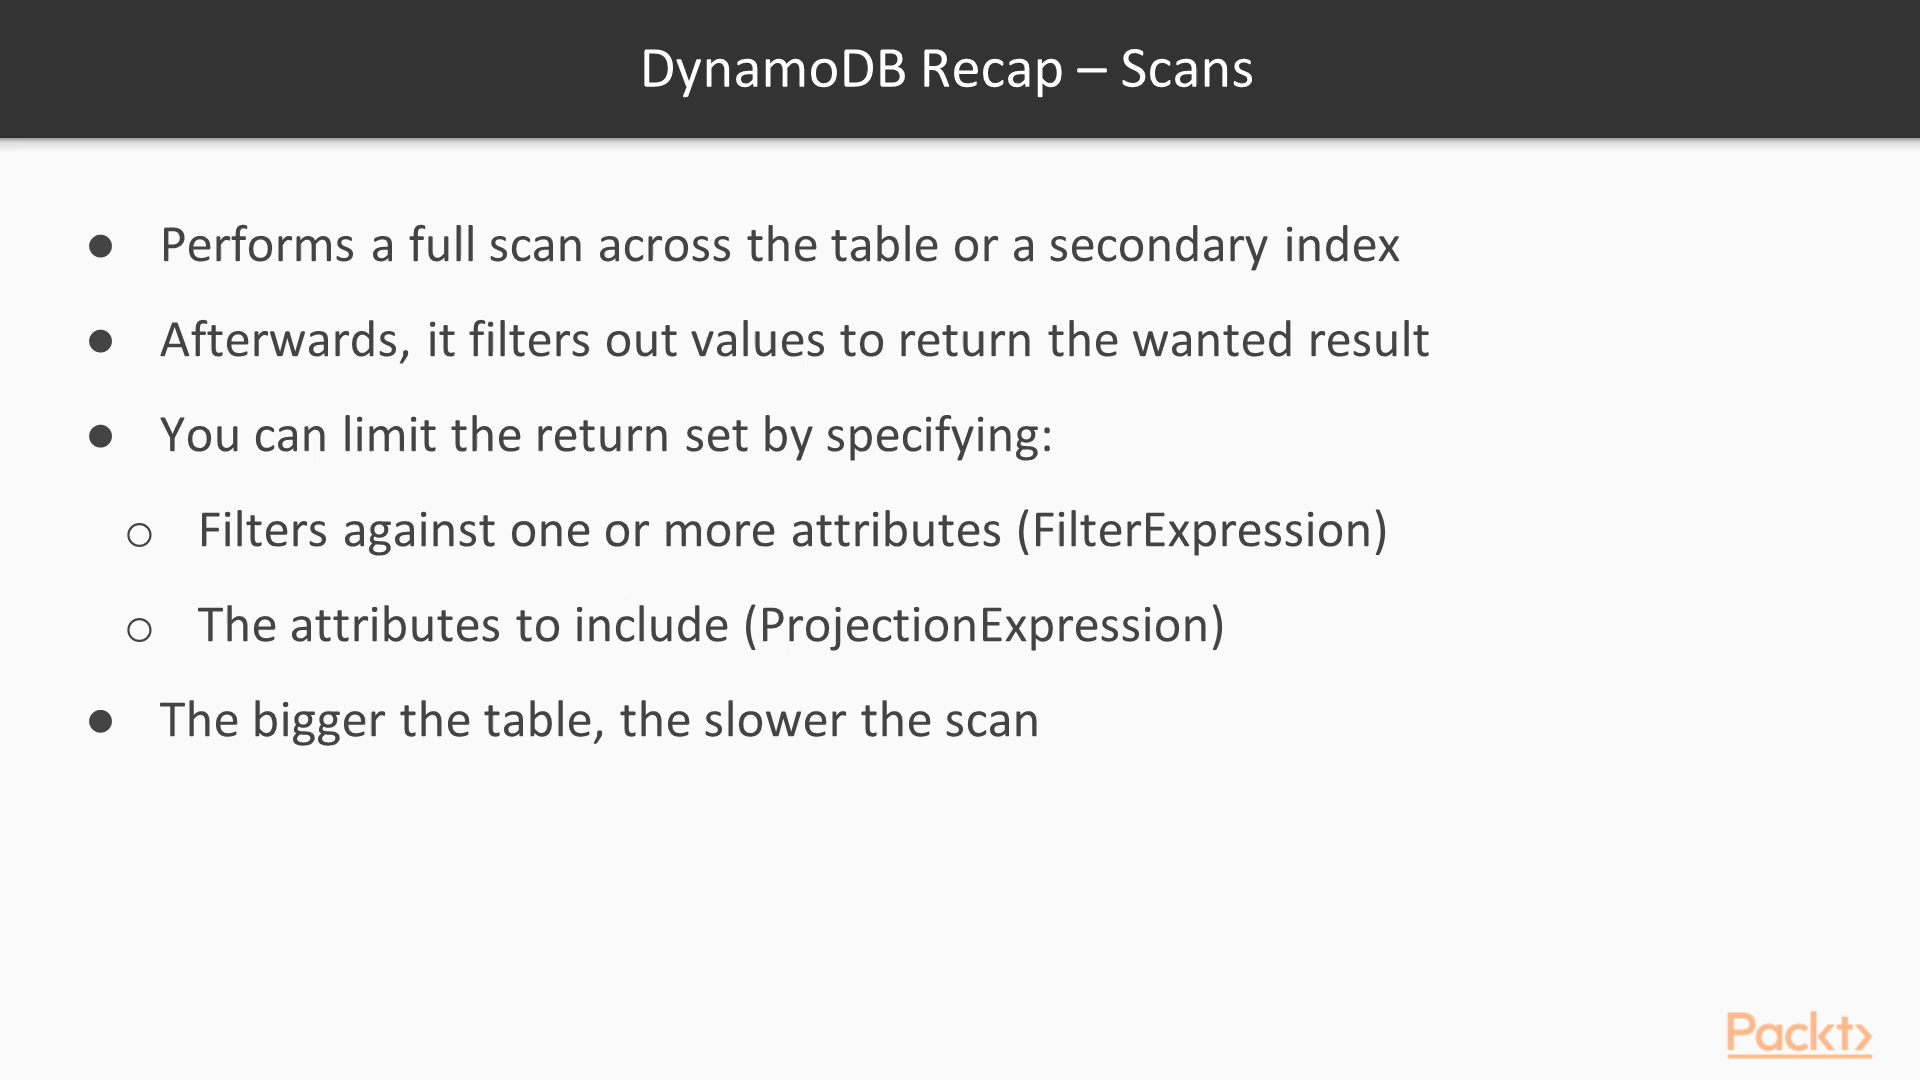 DynamoDB Recap – Scans
● Performs a full scan across the table or a secondary index
● Afterwards, it filters out values to return the wanted result
● You can limit the return set by specifying:
○ Filters against one or more attributes (FilterExpression)
○ The attributes to include (ProjectionExpression)
● The bigger the table, the slower the scan
Packt>